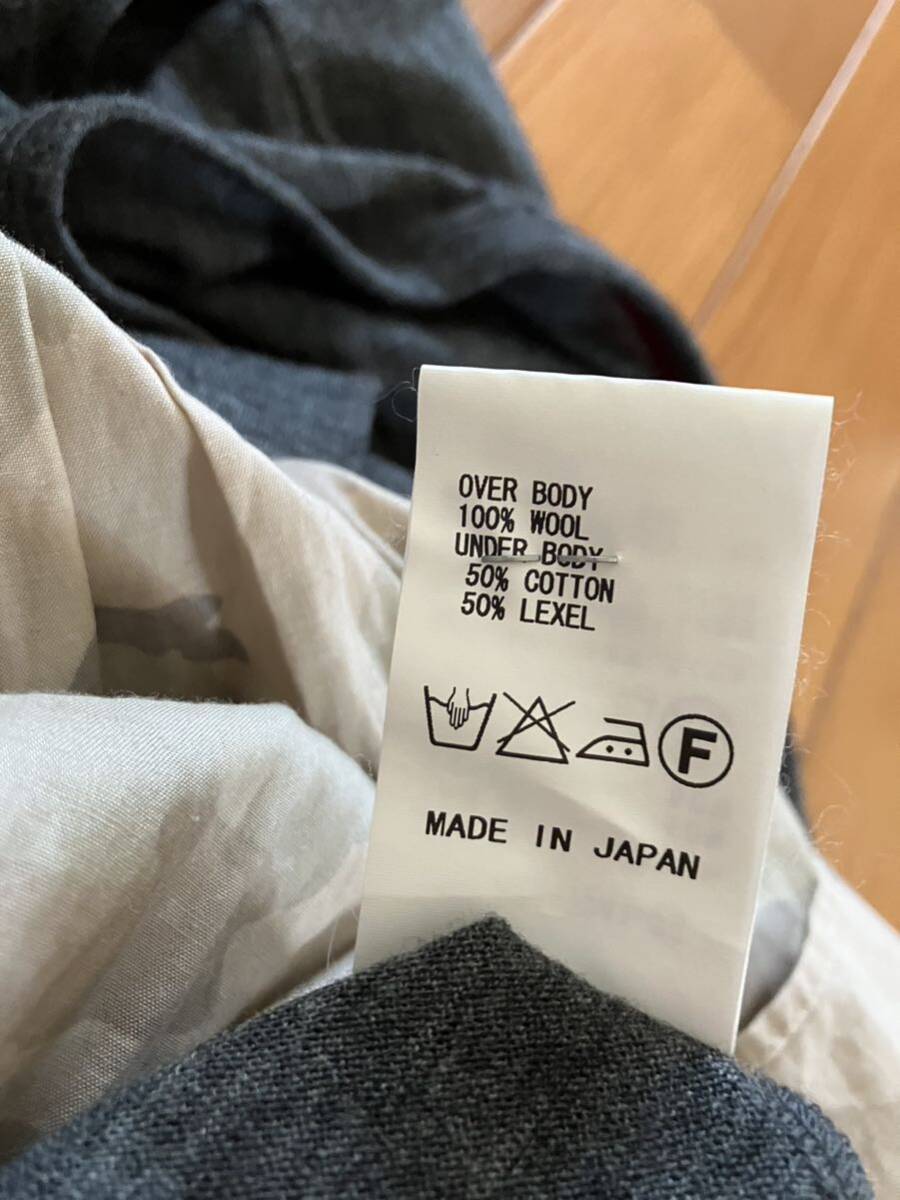 OVER BODY
100% WOOL
UNDER BODY
50% COTTON
50% LEXEL
F
MADE IN JAPAN